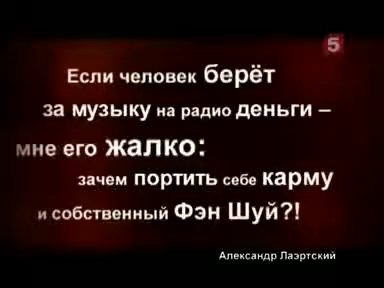 5
Если человек берёт
за музыку на радио деньги –
мне его жалко:
зачем портить себе карму
и собственный Фэн Шуй?!
Александр Лаэртский